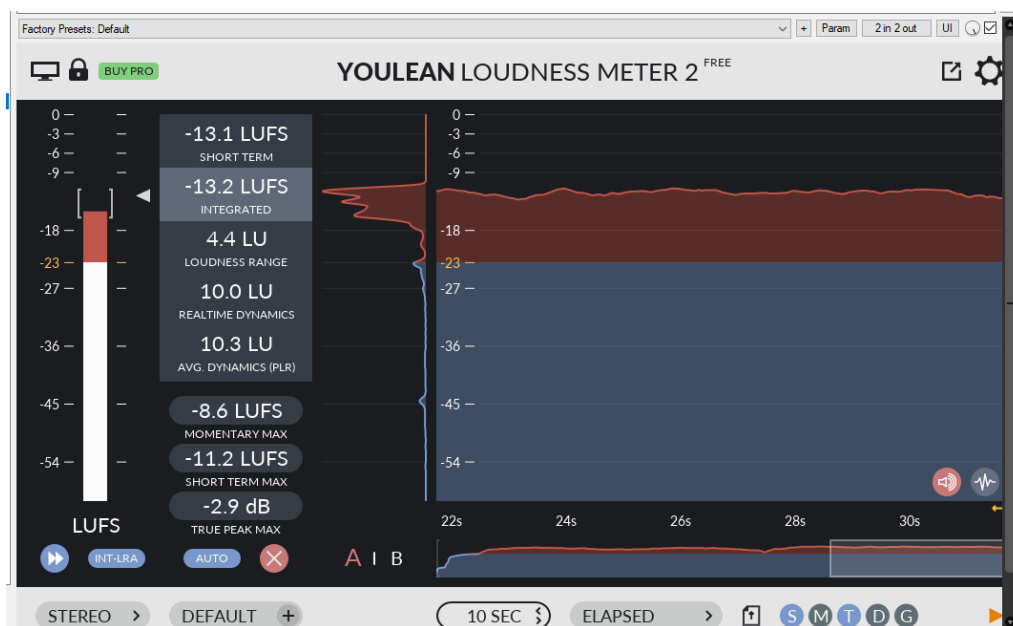 Factory Presets: Default + Param 2 in 2 out UI
BUY PRO YOULEAN LOUDNESS METER 2 FREE
0
-3
-6
-9
-18
-23
-27
-36
-45
-54
LUFS
INT-LRA
-13.1 LUFS
SHORT TERM
-13.2 LUFS
INTEGRATED
4.4 LU
LOUDNESS RANGE
10.0 LU
REALTIME DYNAMICS
10.3 LU
AVG. DYNAMICS (PLR)
-8.6 LUFS
MOMENTARY MAX
-11.2 LUFS
SHORT TERM MAX
-2.9 dB
TRUE PEAK MAX
AUTO
0
-3
-6
-9
-18
-23
-27
-36
-45
-54
22s 24s 26s 28s 30s
A I B
STEREO > DEFAULT + 10 SEC ELAPSED > S M T D G